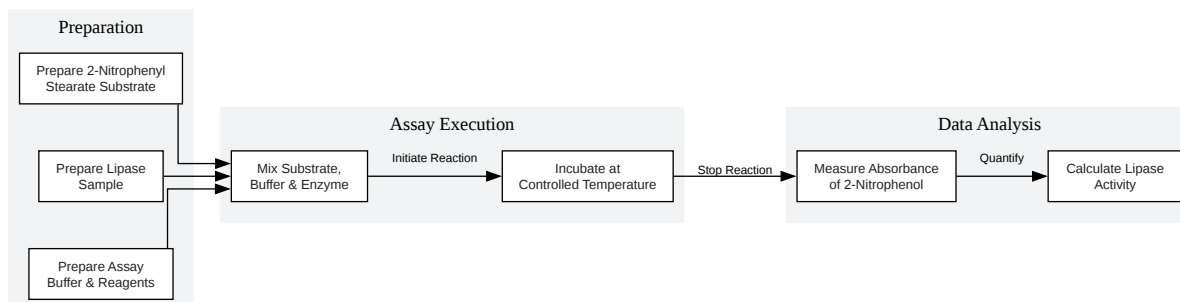 Preparation
Prepare 2-Nitrophenyl
Stearate Substrate
Prepare Lipase
Sample
Prepare Assay
Buffer & Reagents
Assay Execution
Mix Substrate,
Buffer & Enzyme
Initiate Reaction
Incubate at
Controlled Temperature
Stop Reaction
Data Analysis
Measure Absorbance
of 2-Nitrophenol
Quantify
Calculate Lipase
Activity